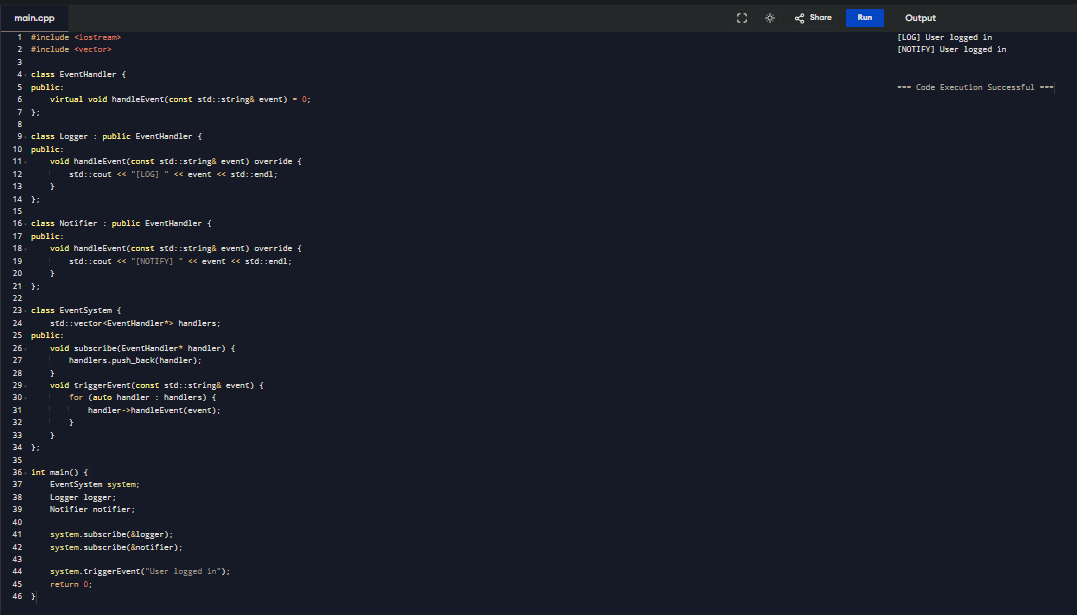 main.cpp
Share
Run
Output
1 #include <iostream>
2 #include <vector>
3
4 class EventHandler {
5 public:
6     virtual void handleEvent(const std::string& event) = 0;
7 };
8
9 class Logger : public EventHandler {
10 public:
11     void handleEvent(const std::string& event) override {
12         std::cout << "[LOG] " << event << std::endl;
13     }
14 };
15
16 class Notifier : public EventHandler {
17 public:
18     void handleEvent(const std::string& event) override {
19         std::cout << "[NOTIFY] " << event << std::endl;
20     }
21 };
22
23 class EventSystem {
24     std::vector<EventHandler*> handlers;
25 public:
26     void subscribe(EventHandler* handler) {
27         handlers.push_back(handler);
28     }
29     void triggerEvent(const std::string& event) {
30         for (auto handler : handlers) {
31             handler->handleEvent(event);
32         }
33     }
34 };
35
36 int main() {
37     EventSystem system;
38     Logger logger;
39     Notifier notifier;
40
41     system.subscribe(&logger);
42     system.subscribe(&notifier);
43
44     system.triggerEvent("User logged in");
45     return 0;
46 }
[LOG] User logged in
[NOTIFY] User logged in
=== Code Execution Successful ===